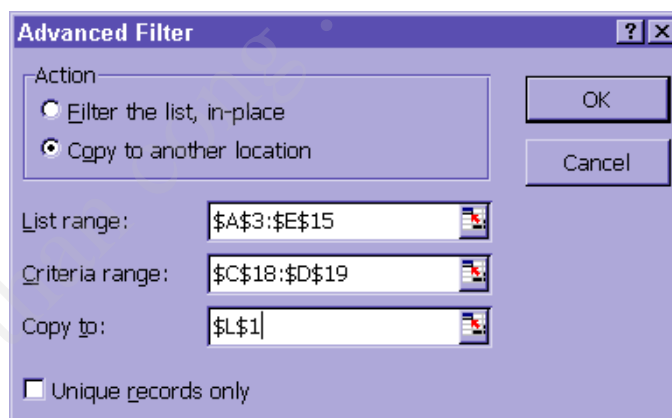 Advanced Filter
Action
Filter the list, in-place
Copy to another location
OK
Cancel
List range: $A$3:$E$15
Criteria range: $C$18:$D$19
Copy to: $L$1
Unique records only